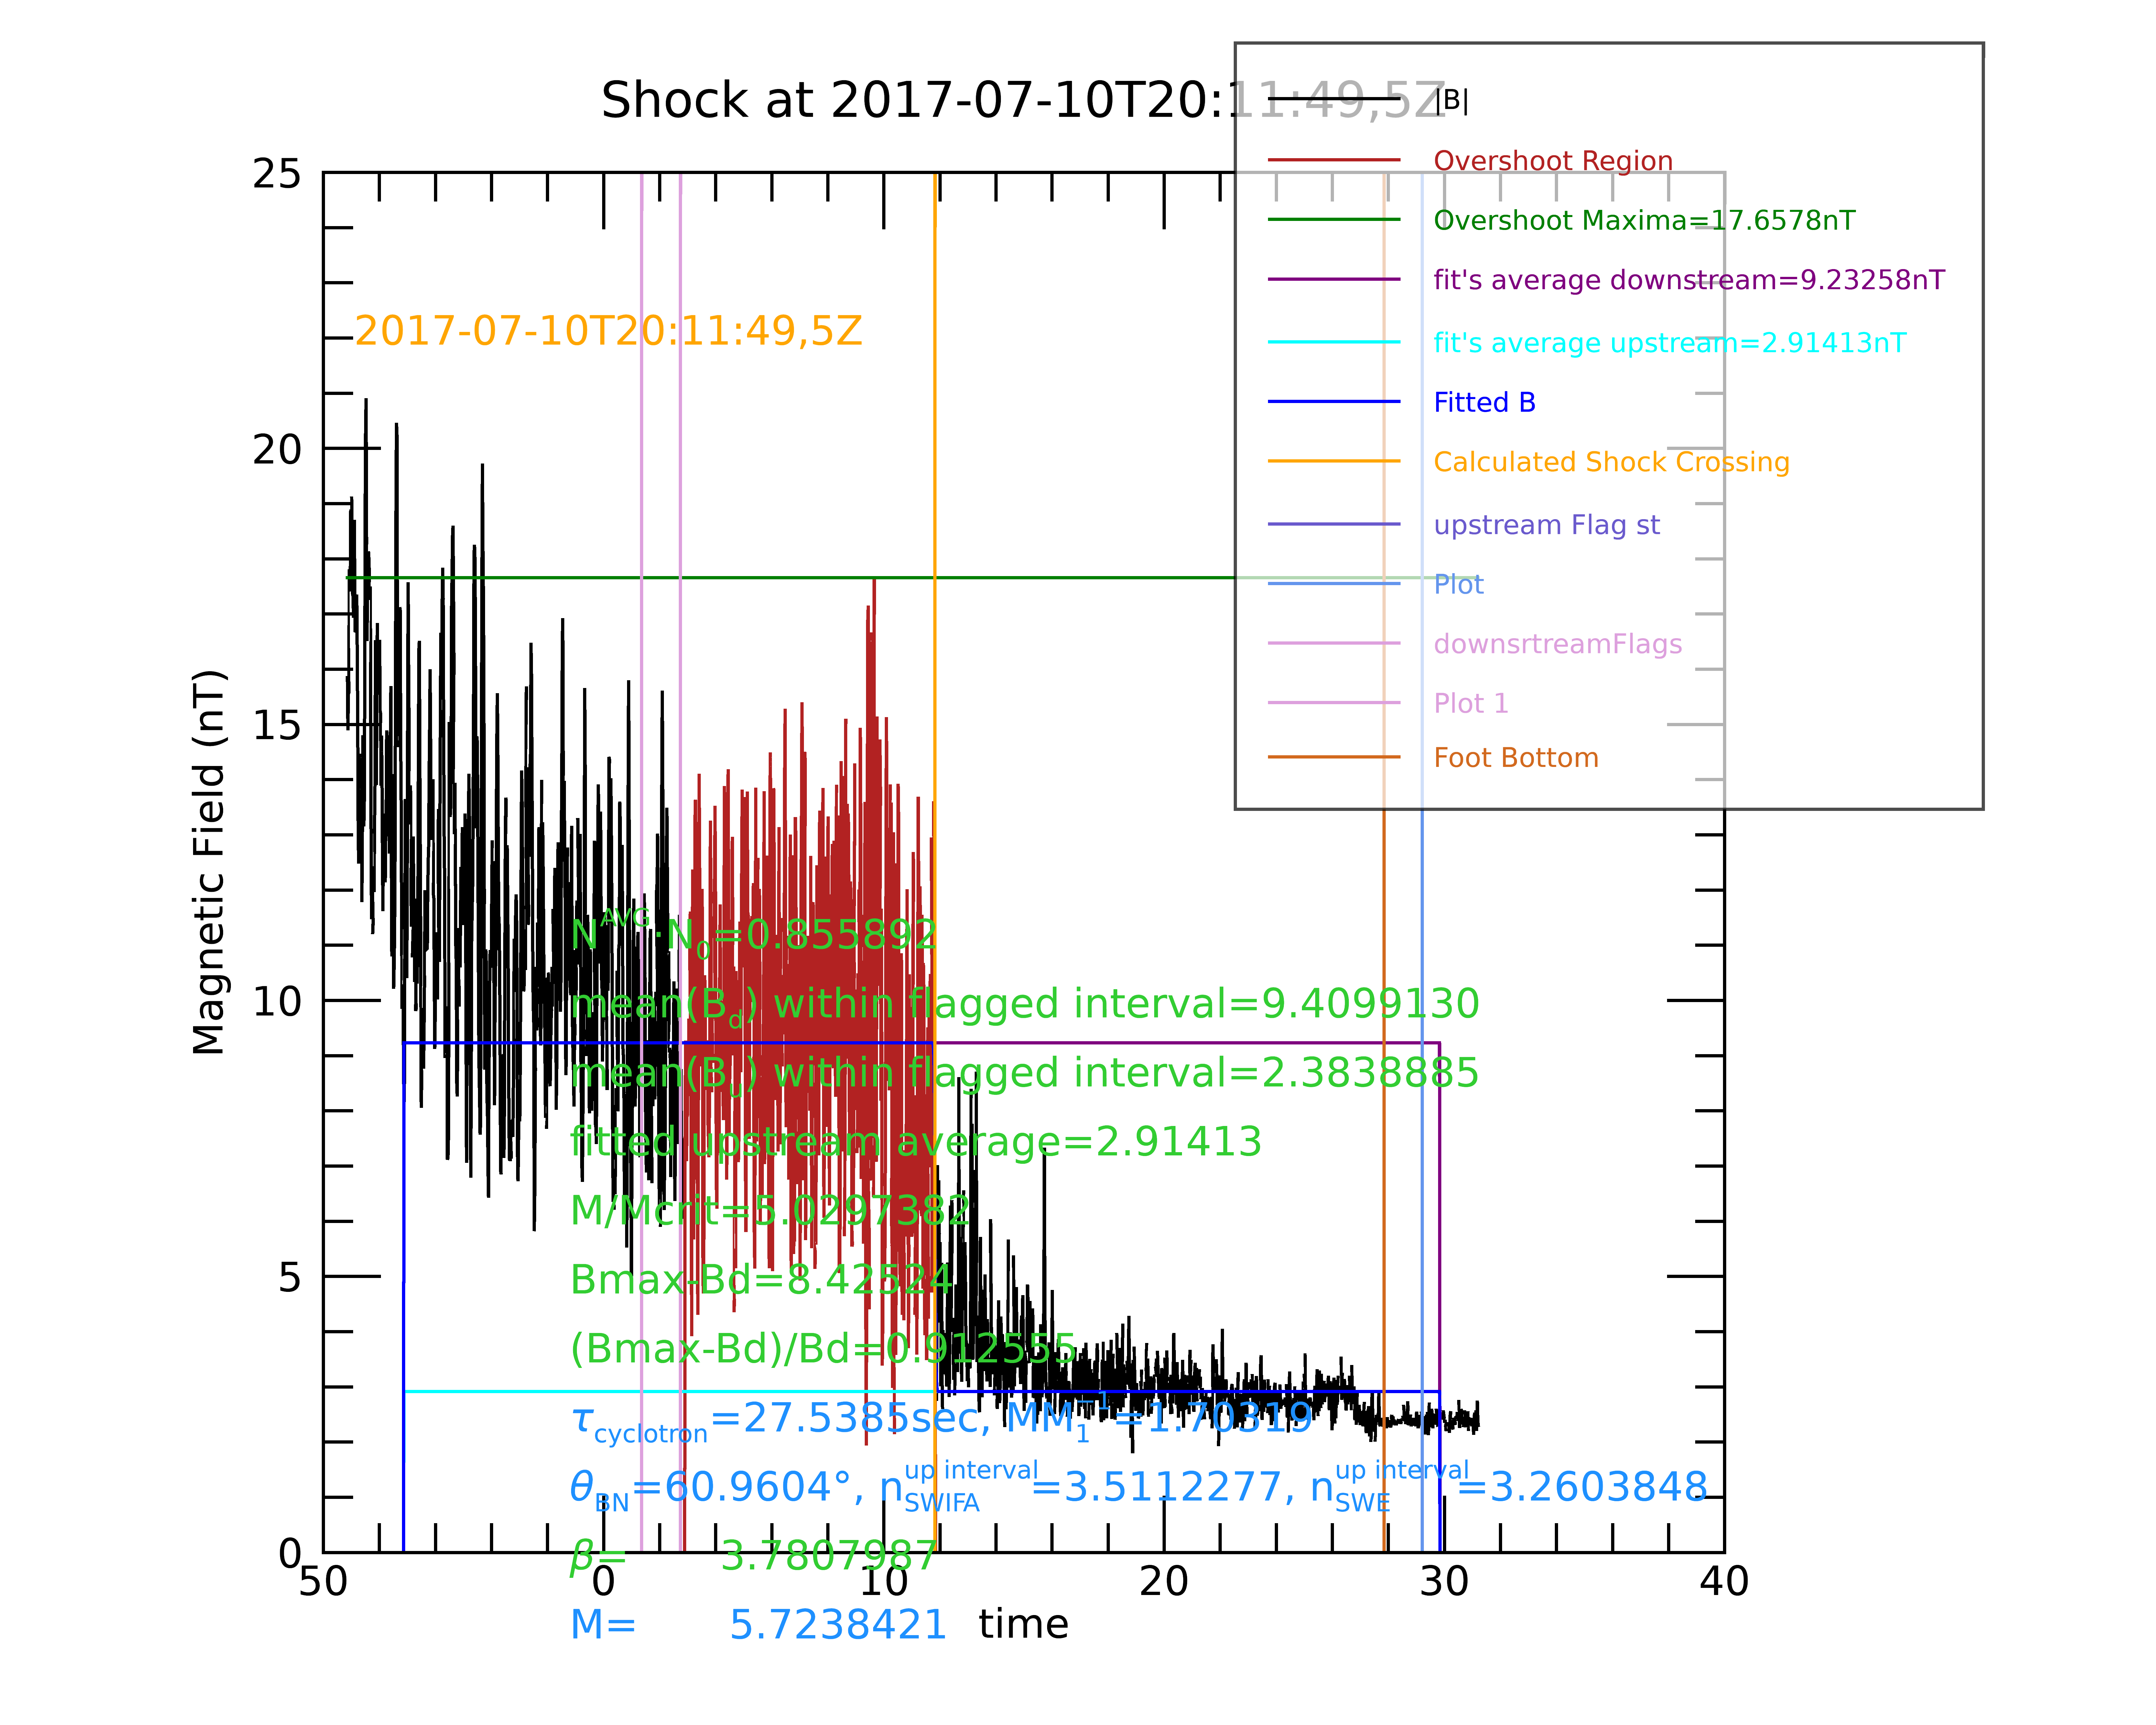 Shock at 2017-07-10T20:11:49,5Z
|B|
Overshoot Region
Overshoot Maxima=17.6578nT
fit's average downstream=9.23258nT
fit's average upstream=2.91413nT
Fitted B
Calculated Shock Crossing
upstream Flag st
Plot
downsrtreamFlags
Plot 1
Foot Bottom
2017-07-10T20:11:49,5Z
25
20
15
10
5
0
Magnetic Field (nT)
N^AVG·N_0=0.855892
mean(B_d) within flagged interval=9.4099130
mean(B_u) within flagged interval=2.3838885
fitted upstream average=2.91413
M/Mcrit=5.0297382
Bmax-Bd=8.42524
(Bmax-Bd)/Bd=0.912555
τ_cyclotron=27.5385sec, MM_1^−1=1.70319
θ_BN=60.9604°, n_SWIFA^up interval=3.5112277, n_SWE^up interval=3.2603848
β= 3.7807987
50 0 10 20 30 40
M= 5.7238421
time